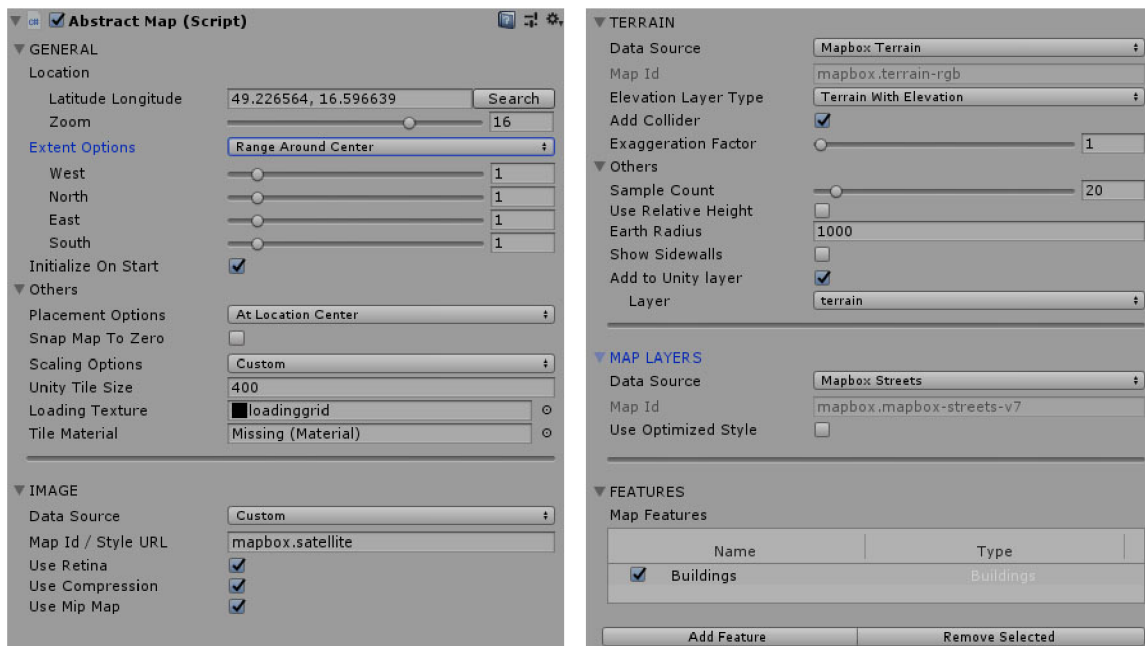 Abstract Map (Script)
GENERAL
Location
Latitude Longitude 49.226564, 16.596639 Search
Zoom 16
Extent Options Range Around Center
West 1
North 1
East 1
South 1
Initialize On Start
Others
Placement Options At Location Center
Snap Map To Zero
Scaling Options Custom
Unity Tile Size 400
Loading Texture loadinggrid
Tile Material Missing (Material)
IMAGE
Data Source Custom
Map Id / Style URL mapbox.satellite
Use Retina
Use Compression
Use Mip Map
TERRAIN
Data Source Mapbox Terrain
Map Id mapbox.terrain-rgb
Elevation Layer Type Terrain With Elevation
Add Collider
Exaggeration Factor 1
Others
Sample Count 20
Use Relative Height
Earth Radius 1000
Show Sidewalls
Add to Unity layer
Layer terrain
MAP LAYERS
Data Source Mapbox Streets
Map Id mapbox.mapbox-streets-v7
Use Optimized Style
FEATURES
Map Features
Name Type
Buildings Buildings
Add Feature Remove Selected